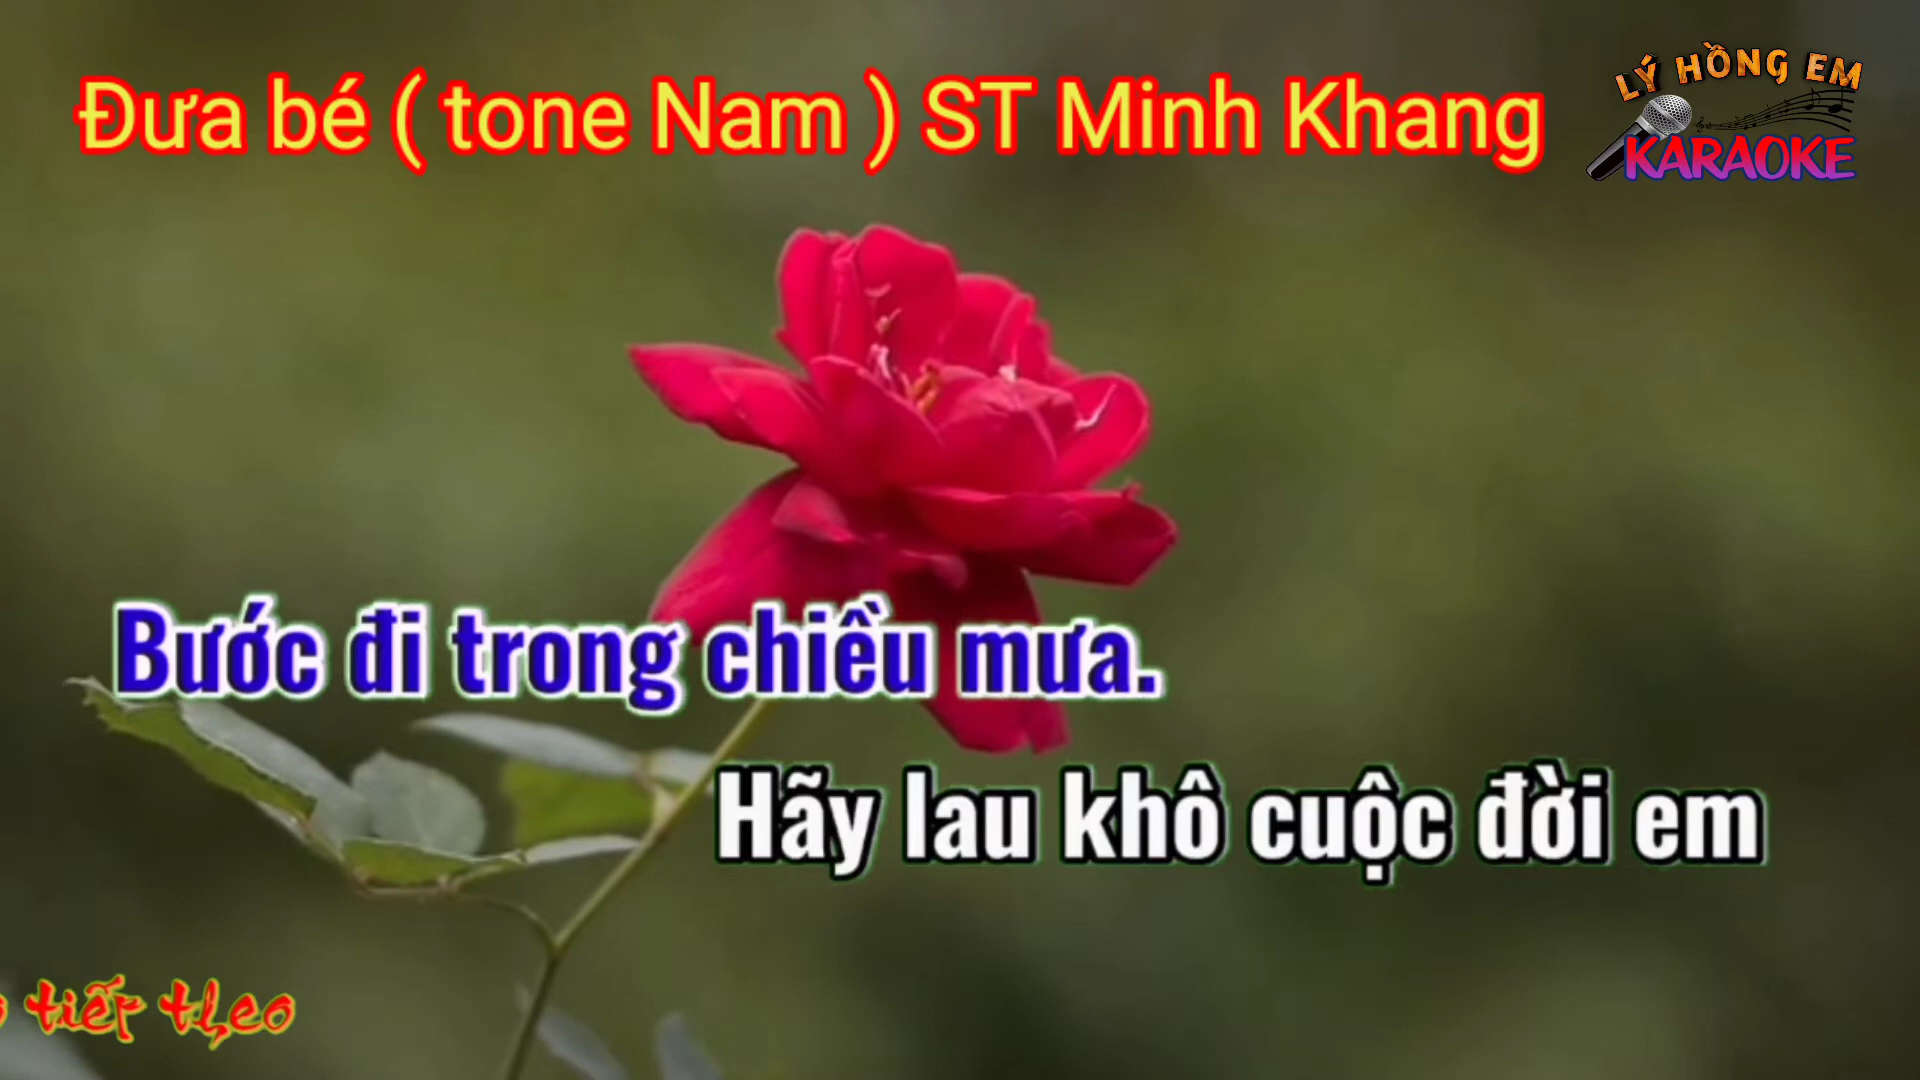 Đưa bé ( tone Nam ) ST Minh Khang
LÝ HỒNG EM
KARAOKE
Bước đi trong chiều mưa.
Hãy lau khô cuộc đời em
tiếp theo